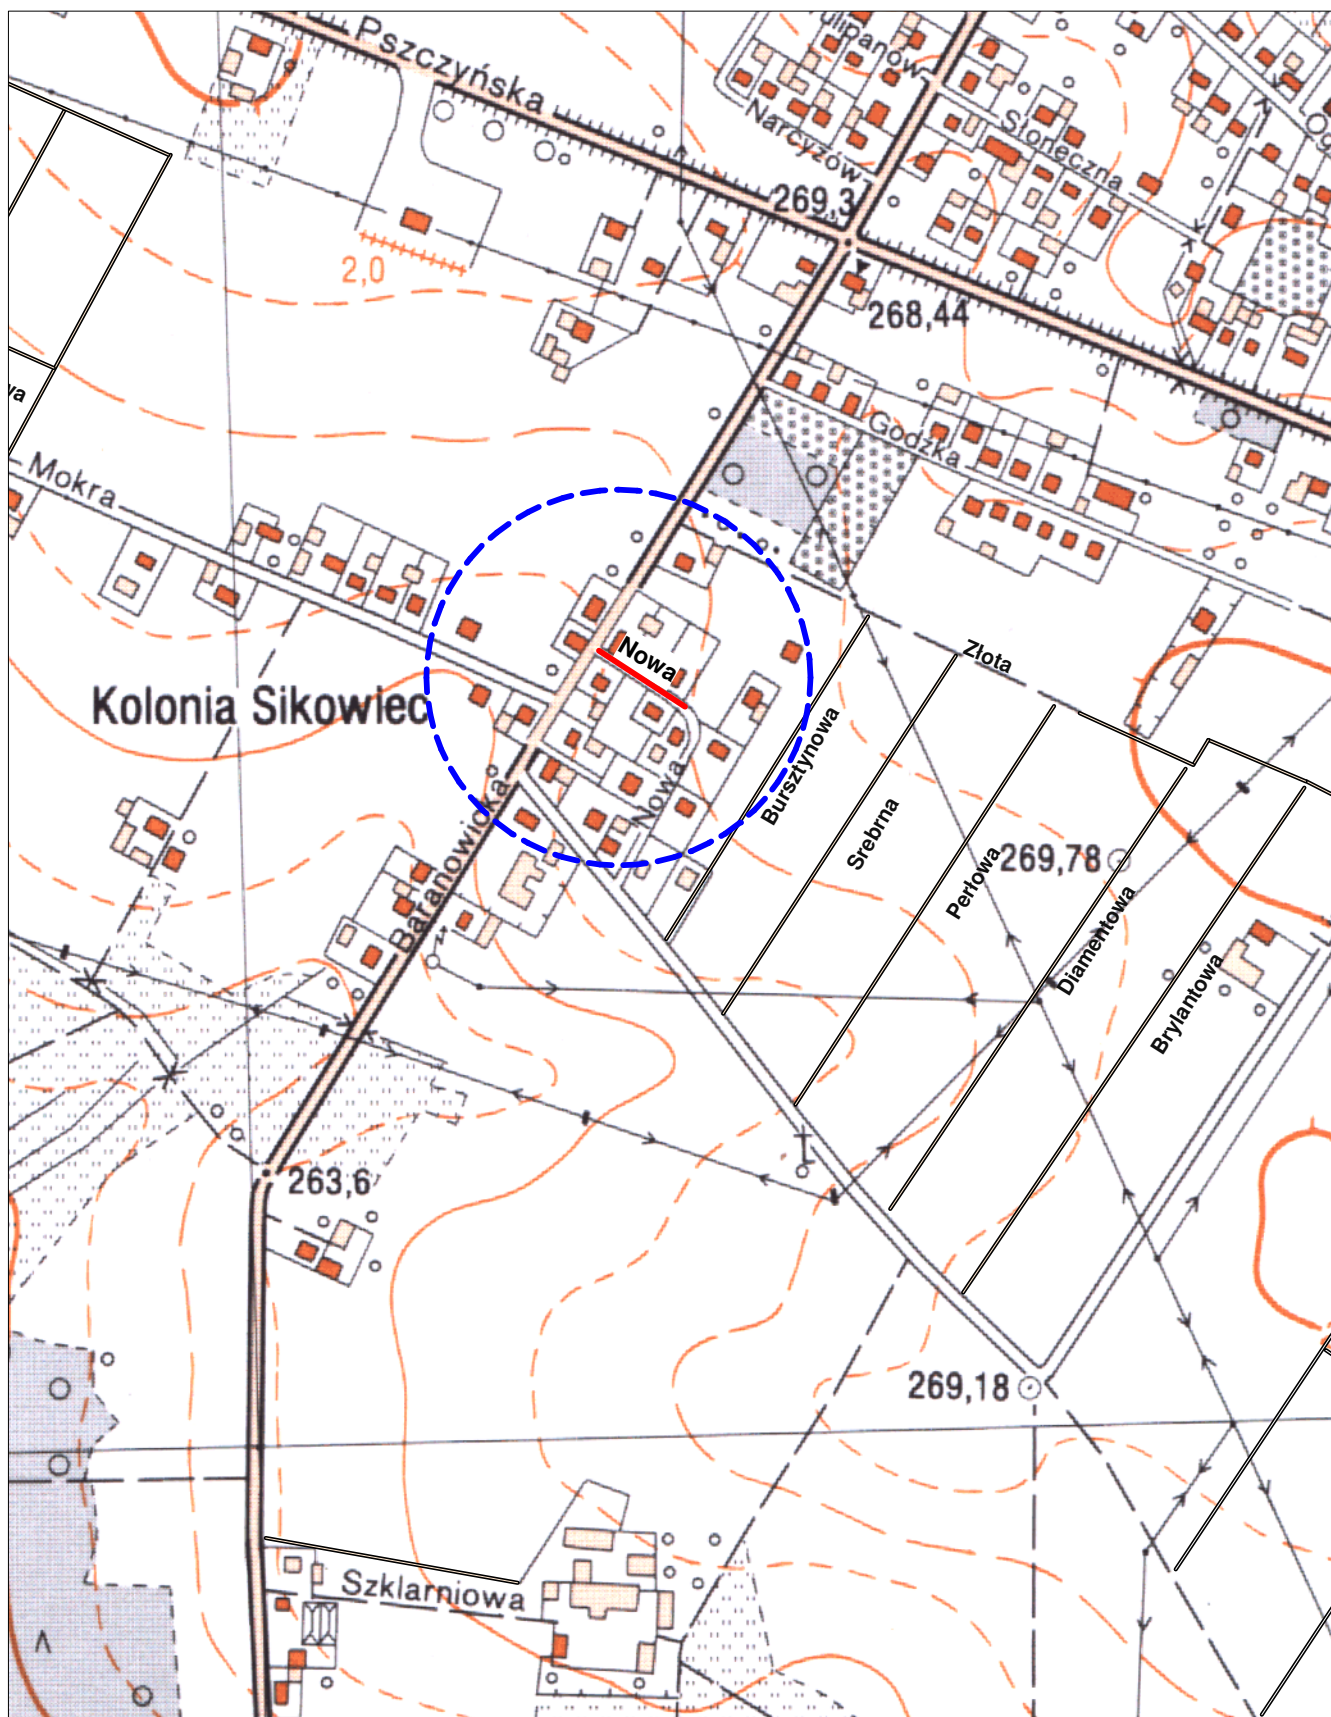 Pszczyńska
Tulipanów
Narcyzów
Słoneczna
269,3
2,0
268,44
Godzka
Mokra
Nowa
Złota
Kolonia Sikowiec
Bursztynowa
Nowa
Srebrna
Perłowa
269,78
Diamentowa
Baranowicka
Brylantowa
263,6
269,18
Szklarniowa